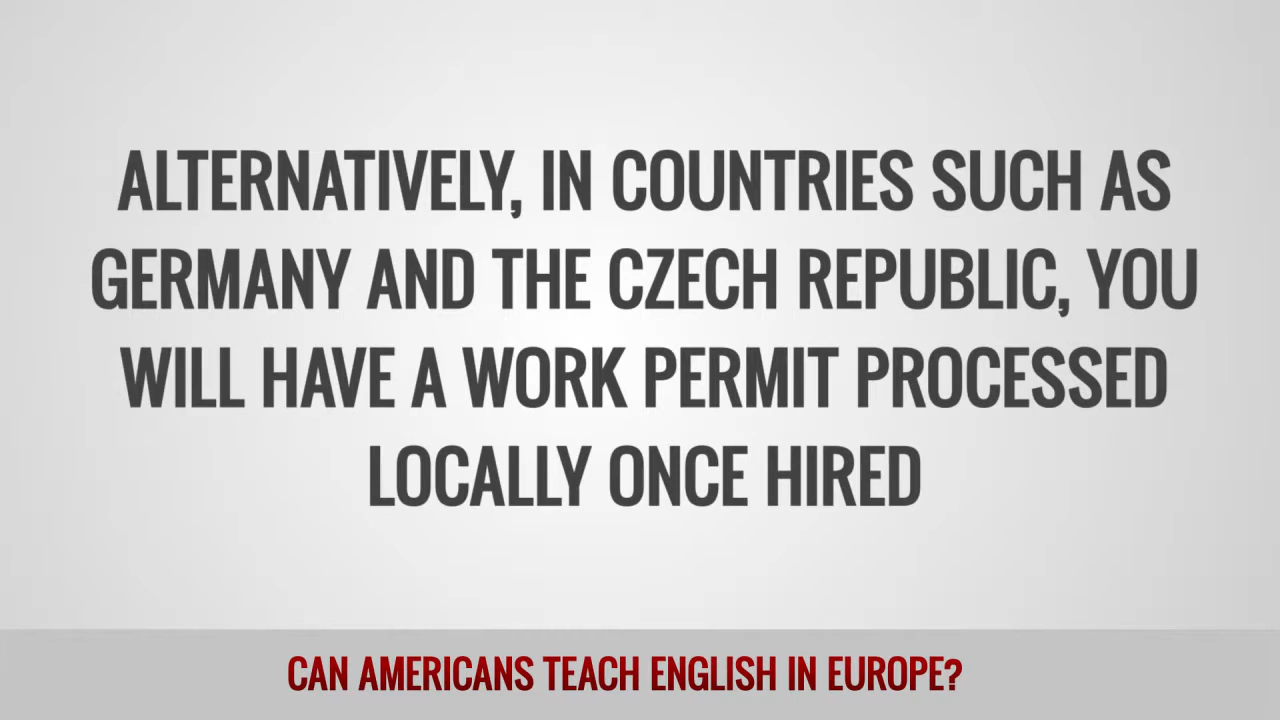 ALTERNATIVELY, IN COUNTRIES SUCH AS
GERMANY AND THE CZECH REPUBLIC, YOU
WILL HAVE A WORK PERMIT PROCESSED
LOCALLY ONCE HIRED
CAN AMERICANS TEACH ENGLISH IN EUROPE?